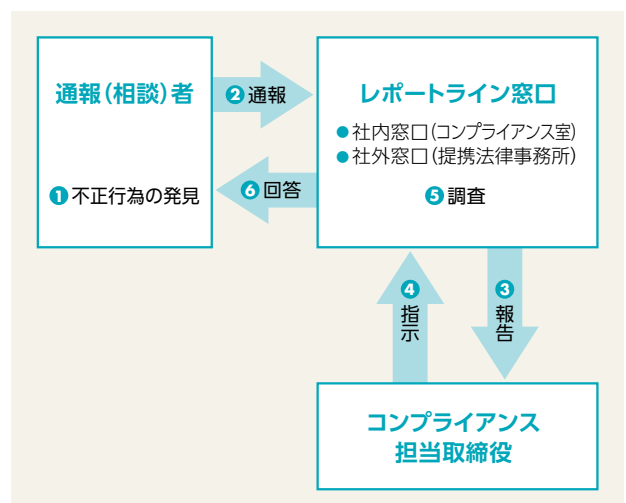 通報(相談)者
❶不正行為の発見
❷通報
❻回答
レポートライン窓口
●社内窓口(コンプライアンス室)
●社外窓口(提携法律事務所)
❺調査
❹指示
❸報告
コンプライアンス
担当取締役